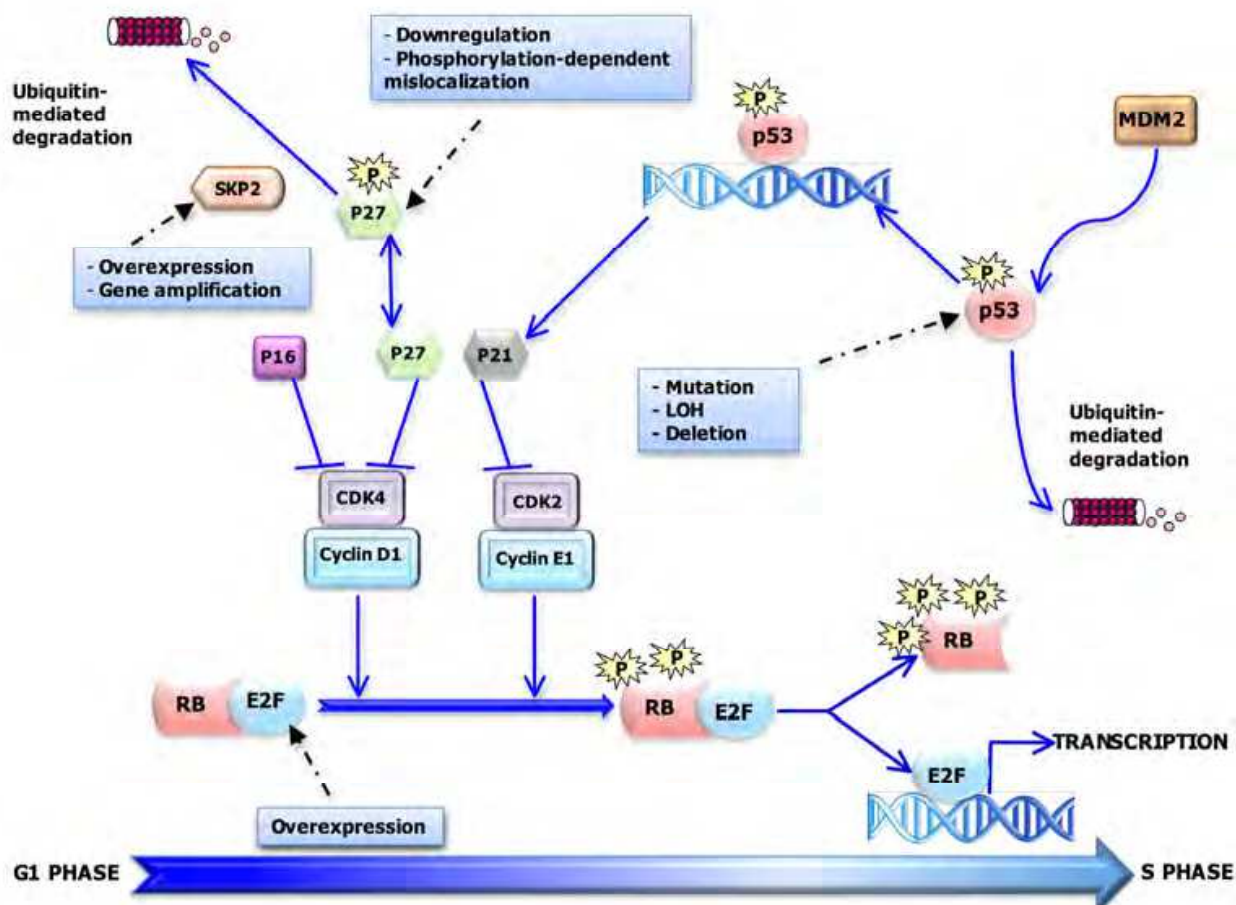 - Downregulation
- Phosphorylation-dependent
mislocalization
Ubiquitin-
mediated
degradation
P
p53
MDM2
SKP2
P
P27
- Overexpression
- Gene amplification
P
p53
P16
P27
P21
- Mutation
- LOH
- Deletion
Ubiquitin-
mediated
degradation
CDK4
CDK2
Cyclin D1
Cyclin E1
P
P
P
RB
P
P
RB
E2F
RB
E2F
TRANSCRIPTION
E2F
Overexpression
G1 PHASE
S PHASE